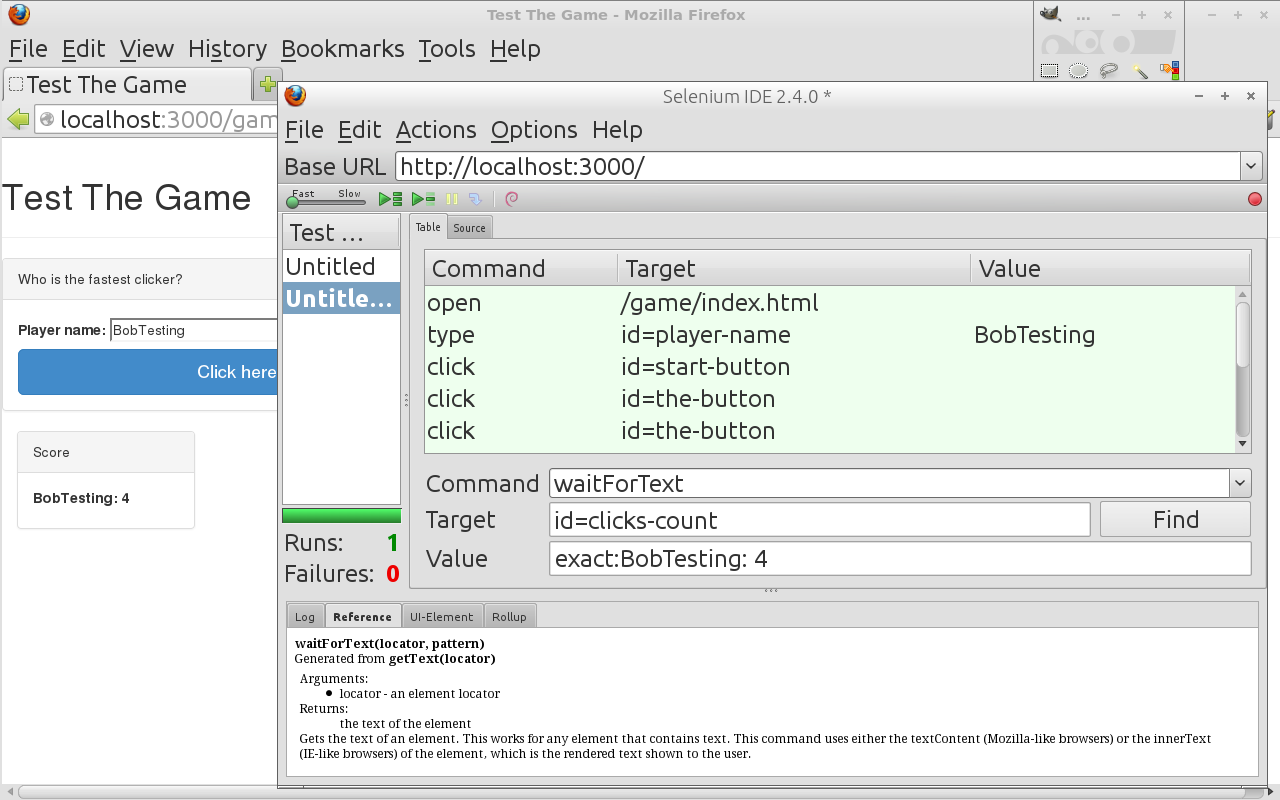 Test The Game - Mozilla Firefox
...
File Edit View History Bookmarks Tools Help
Test The Game
localhost:3000/gam
Selenium IDE 2.4.0 *
File Edit Actions Options Help
Base URL http://localhost:3000/
Fast Slow
Test The Game
Who is the fastest clicker?
Player name: BobTesting
Click here
Score
BobTesting: 4
Test ...
Untitled
Untitle...
Runs: 1
Failures: 0
Table Source
Command Target Value
open /game/index.html
type id=player-name BobTesting
click id=start-button
click id=the-button
click id=the-button
Command waitForText
Target id=clicks-count Find
Value exact:BobTesting: 4
Log Reference UI-Element Rollup
waitForText(locator, pattern)
Generated from getText(locator)
Arguments:
locator - an element locator
Returns:
the text of the element
Gets the text of an element. This works for any element that contains text. This command uses either the textContent (Mozilla-like browsers) or the innerText
(IE-like browsers) of the element, which is the rendered text shown to the user.